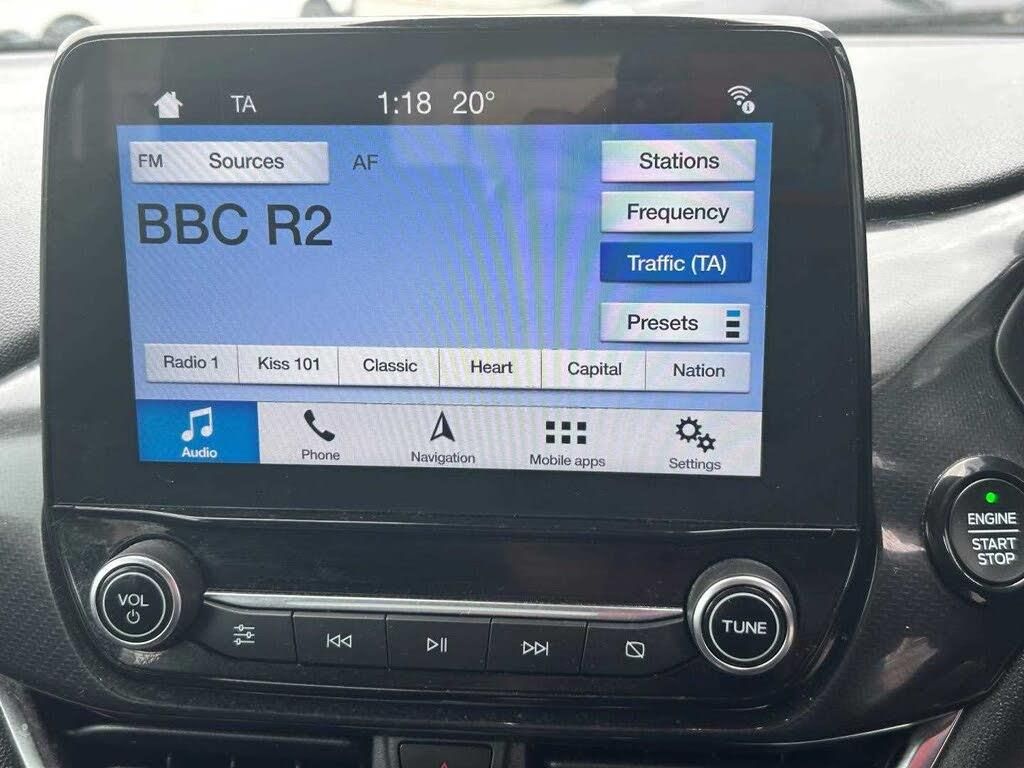 TA 1:18 20°
FM Sources AF Stations
BBC R2
Frequency
Traffic (TA)
Presets
Radio 1 Kiss 101 Classic Heart Capital Nation
Audio Phone Navigation Mobile apps Settings
ENGINE
START
STOP
VOL
TUNE